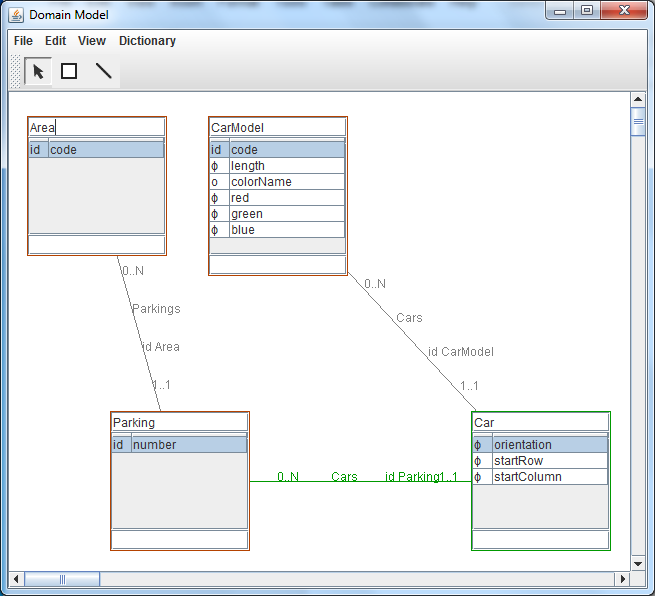 Domain Model
File Edit View Dictionary
Area
id code
CarModel
id code
ϕ length
o colorName
ϕ red
ϕ green
ϕ blue
0..N
Parkings
id Area
1..1
0..N
Cars
id CarModel
1..1
Parking
id number
0..N Cars id Parking 1..1
Car
ϕ orientation
ϕ startRow
ϕ startColumn